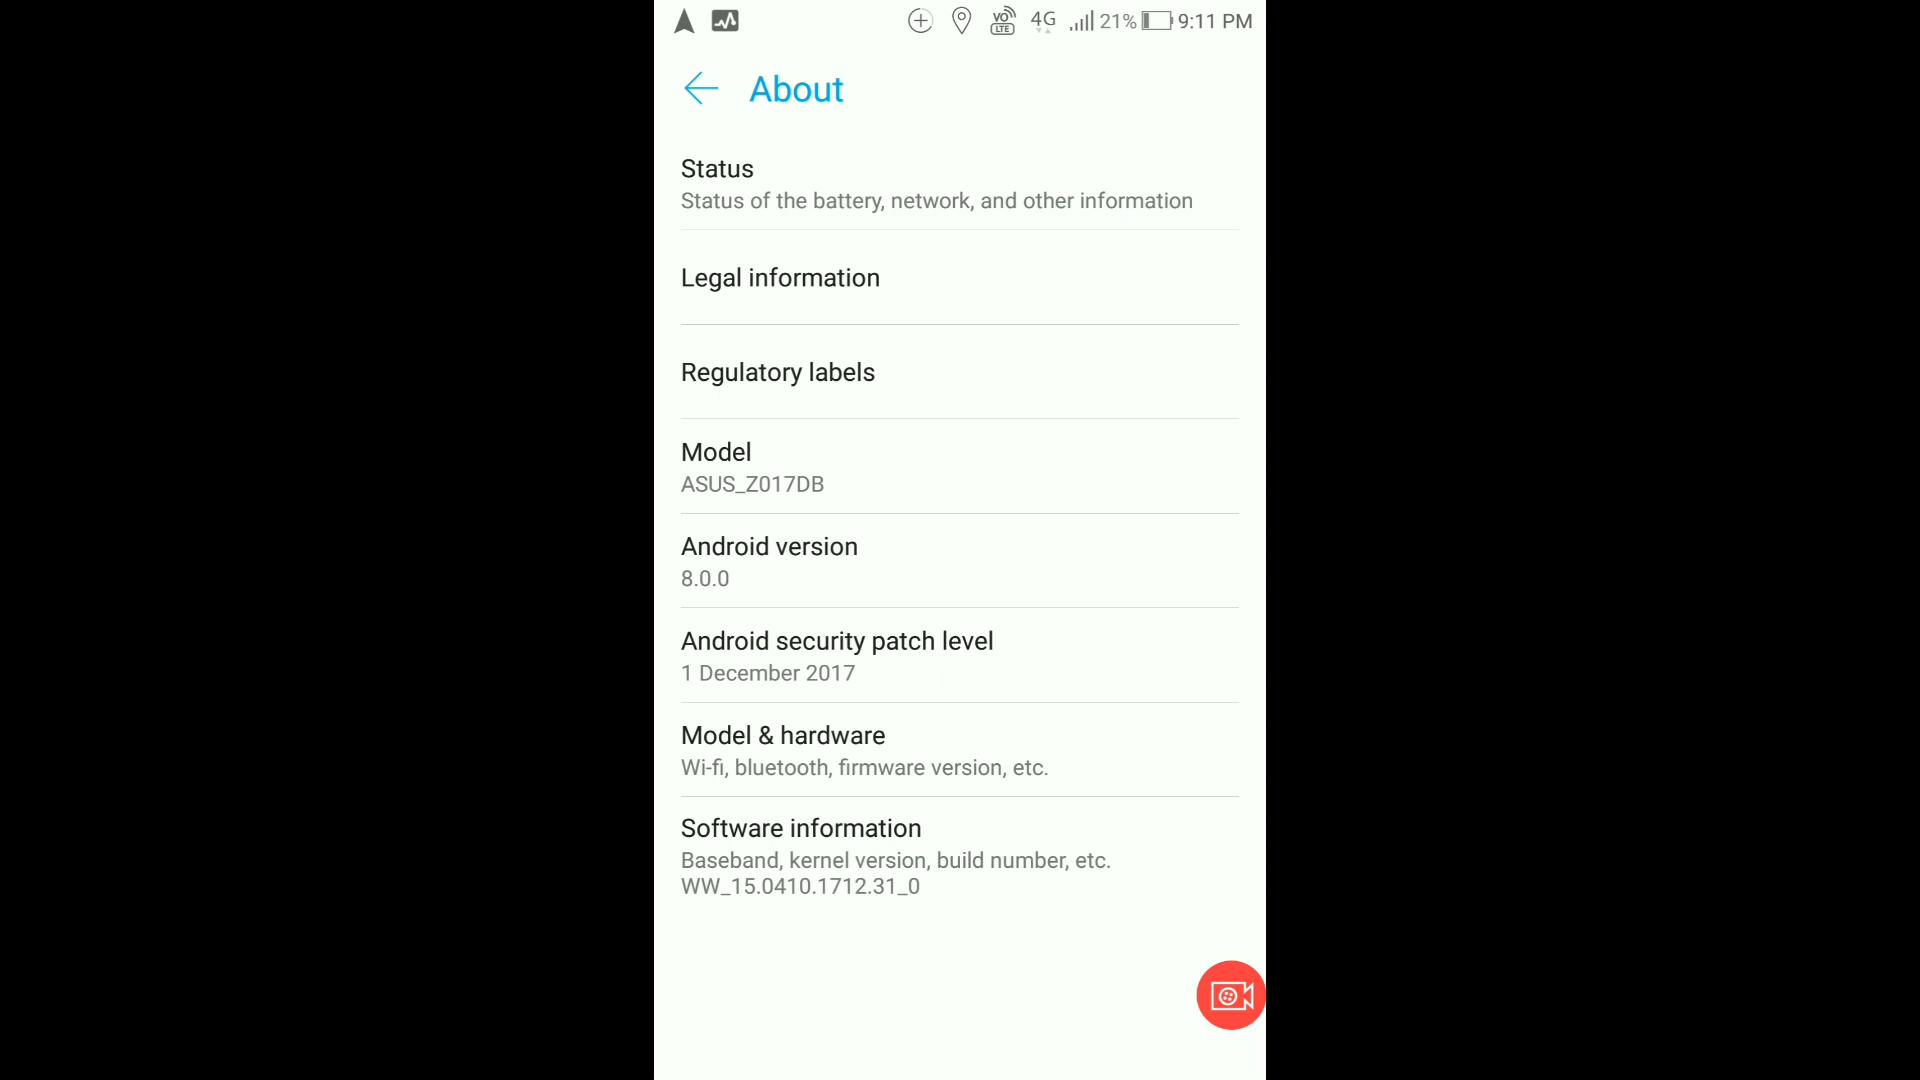 VO LTE 4G 21% 9:11 PM
About
Status
Status of the battery, network, and other information
Legal information
Regulatory labels
Model
ASUS_Z017DB
Android version
8.0.0
Android security patch level
1 December 2017
Model & hardware
Wi-fi, bluetooth, firmware version, etc.
Software information
Baseband, kernel version, build number, etc.
WW_15.0410.1712.31_0